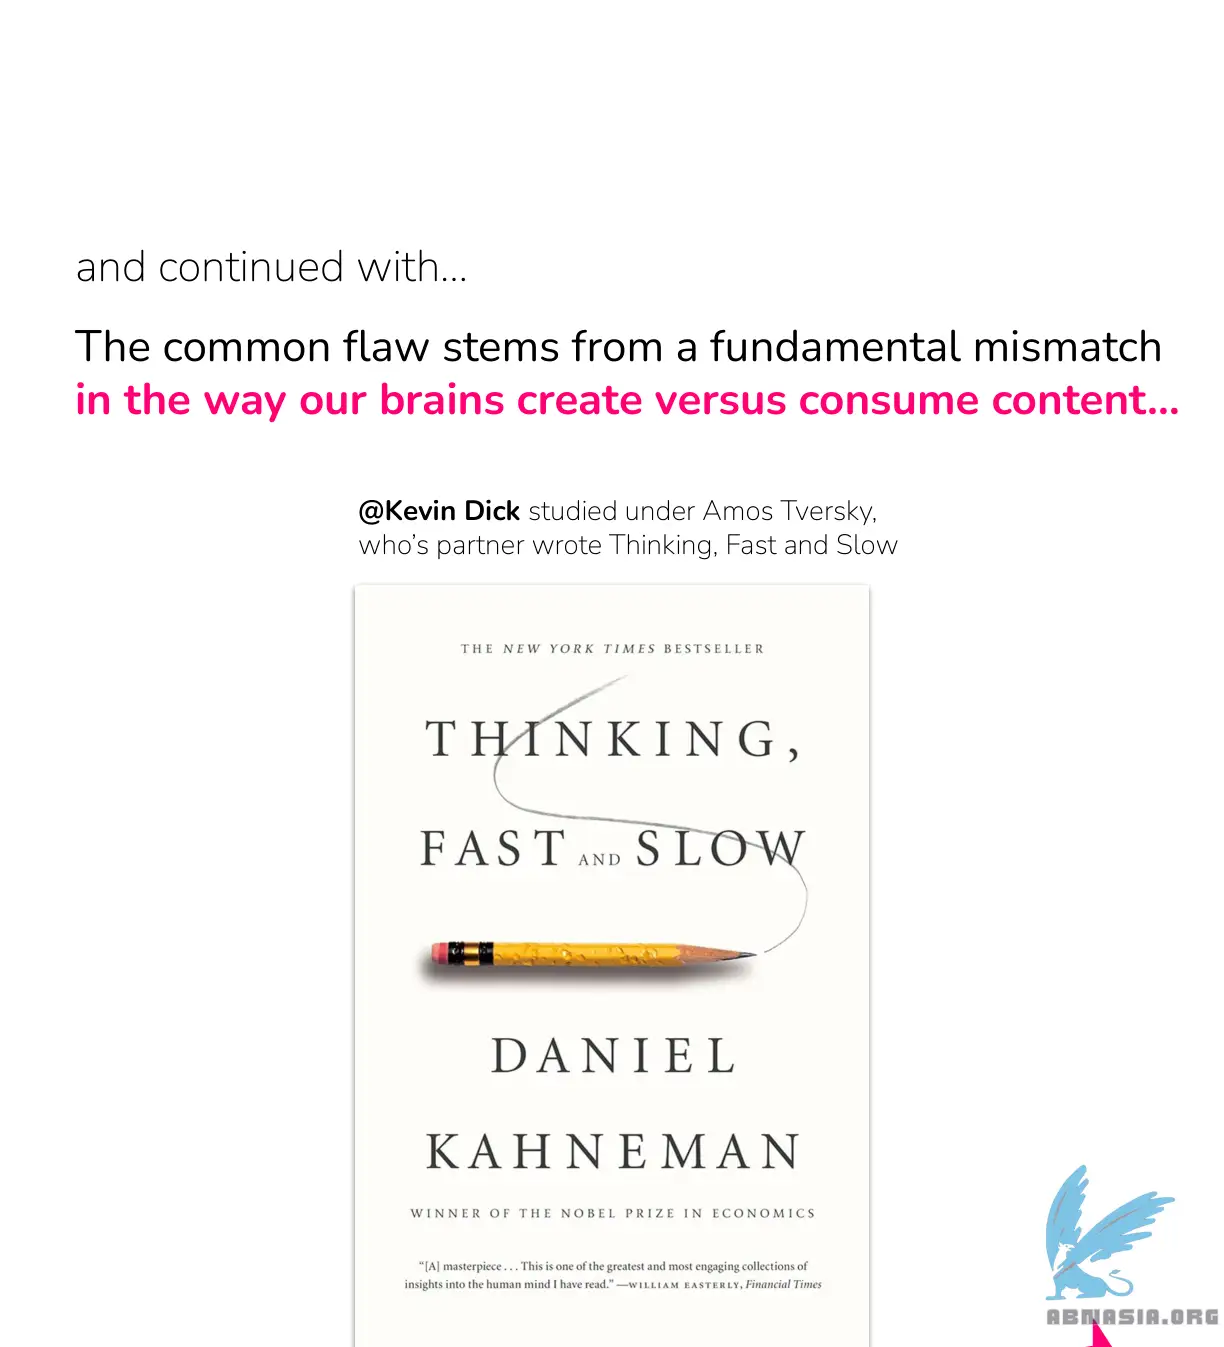 and continued with...
The common flaw stems from a fundamental mismatch
in the way our brains create versus consume content...
@Kevin Dick studied under Amos Tversky,
who's partner wrote Thinking, Fast and Slow
THE NEW YORK TIMES BESTSELLER
THINKING,
FAST AND SLOW
DANIEL
KAHNEMAN
WINNER OF THE NOBEL PRIZE IN ECONOMICS
“[A] masterpiece . . . This is one of the greatest and most engaging collections of
insights into the human mind I have read.” —WILLIAM EASTERLY, Financial Times
ABMASIA.ORG